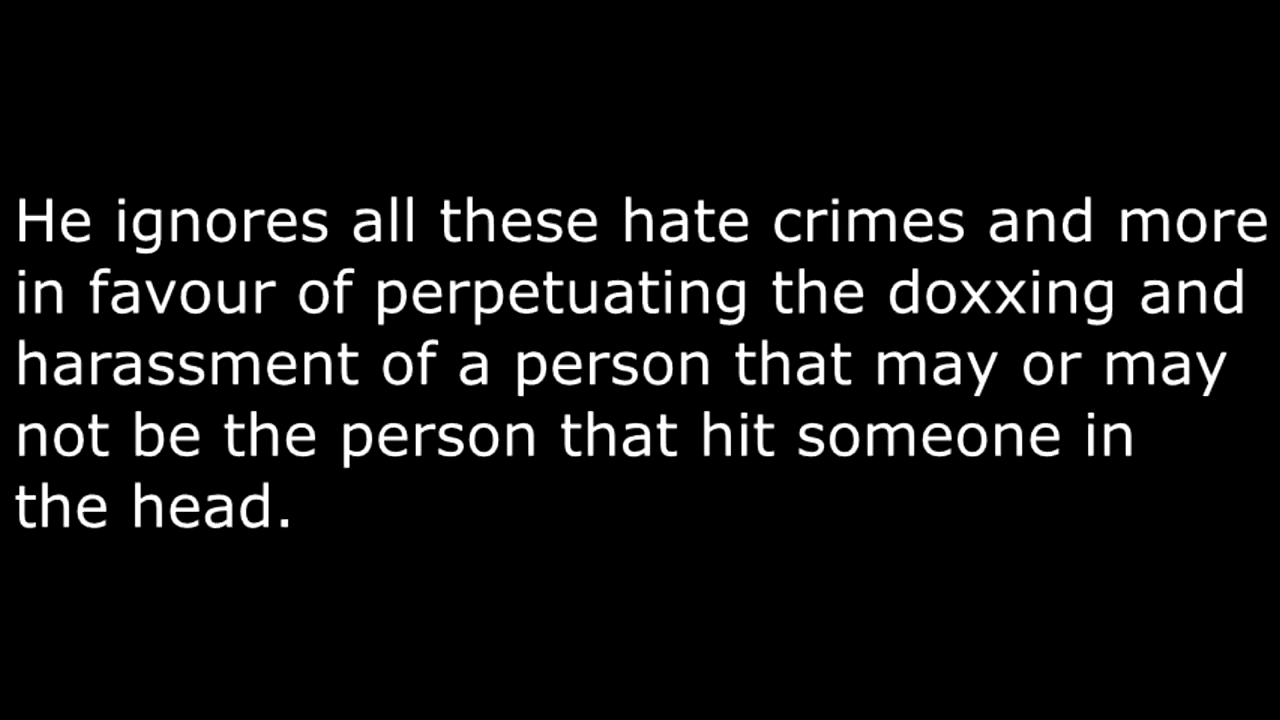 He ignores all these hate crimes and more
in favour of perpetuating the doxxing and
harassment of a person that may or may
not be the person that hit someone in
the head.